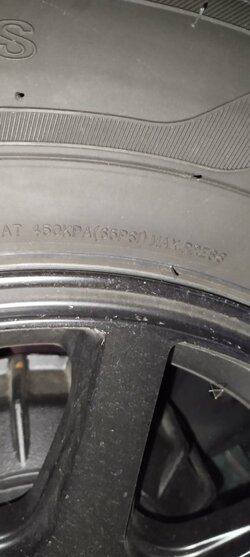 S
AT 450KPA(65PSI) MAX.PRESS